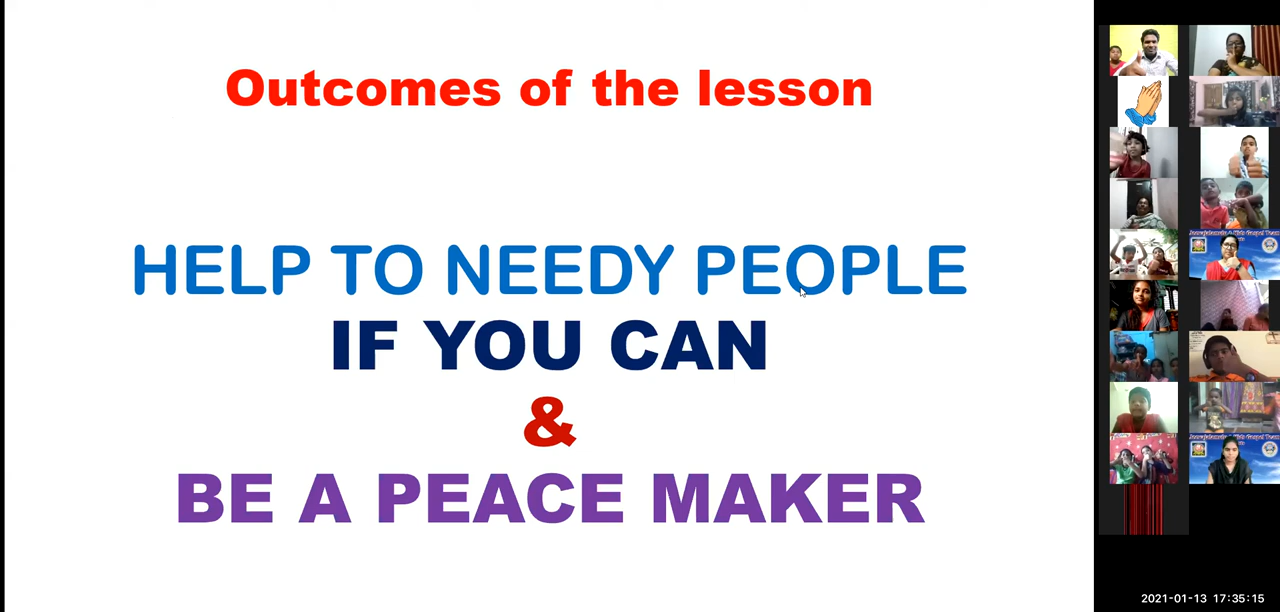 Outcomes of the lesson
HELP TO NEEDY PEOPLE
IF YOU CAN
&
BE A PEACE MAKER
2021-01-13 17:35:15